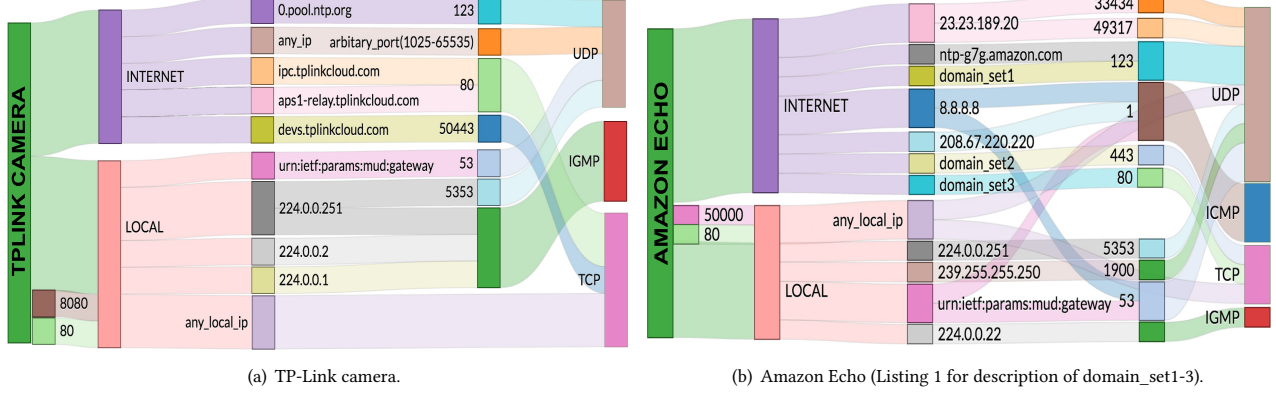 TPLINK CAMERA
INTERNET
LOCAL
8080
80
0.pool.ntp.org
123
any_ip
arbitary_port(1025-65535)
ipc.tplinkcloud.com
80
aps1-relay.tplinkcloud.com
devs.tplinkcloud.com
50443
urn:ietf:params:mud:gateway
53
224.0.0.251
5353
224.0.0.2
224.0.0.1
any_local_ip
UDP
IGMP
TCP
(a) TP-Link camera.
AMAZON ECHO
50000
80
INTERNET
LOCAL
23.23.189.20
33434
49317
ntp-g7g.amazon.com
123
domain_set1
8.8.8.8
1
208.67.220.220
domain_set2
443
domain_set3
80
any_local_ip
224.0.0.251
5353
239.255.255.250
1900
urn:ietf:params:mud:gateway
53
224.0.0.22
UDP
ICMP
TCP
IGMP
(b) Amazon Echo (Listing 1 for description of domain_set1-3).